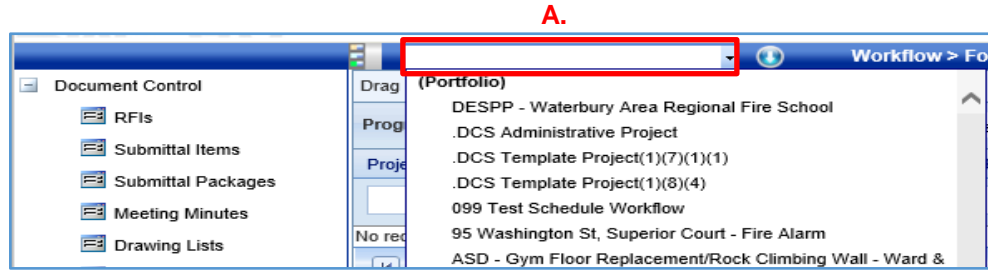 A.
Workflow > Fo
Document Control
RFIs
Submittal Items
Submittal Packages
Meeting Minutes
Drawing Lists
Drag
Prog
Proje
No rec
(Portfolio)
DESPP - Waterbury Area Regional Fire School
.DCS Administrative Project
.DCS Template Project(1)(7)(1)(1)
.DCS Template Project(1)(8)(4)
099 Test Schedule Workflow
95 Washington St, Superior Court - Fire Alarm
ASD - Gym Floor Replacement/Rock Climbing Wall - Ward &